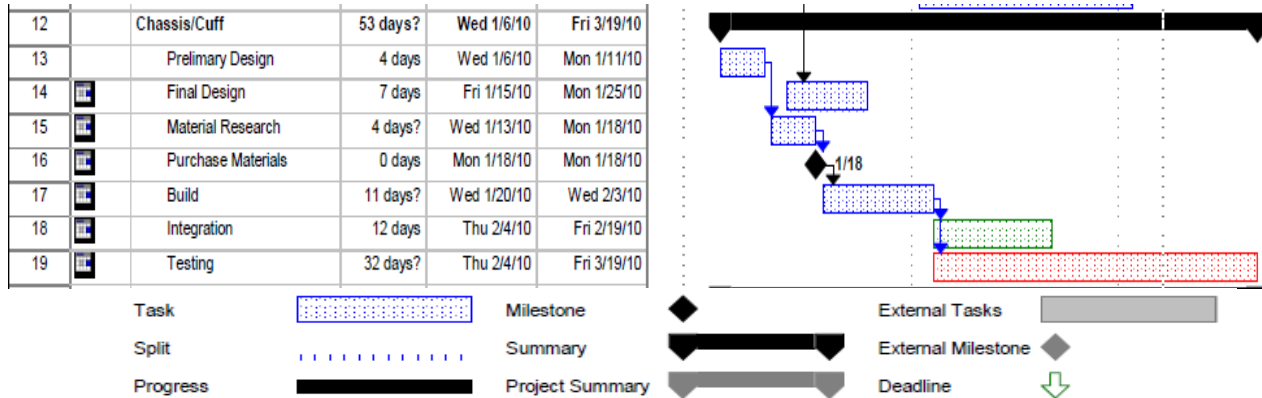 12 Chassis/Cuff 53 days? Wed 1/6/10 Fri 3/19/10
13 Prelimary Design 4 days Wed 1/6/10 Mon 1/11/10
14 Final Design 7 days Fri 1/15/10 Mon 1/25/10
15 Material Research 4 days? Wed 1/13/10 Mon 1/18/10
16 Purchase Materials 0 days Mon 1/18/10 Mon 1/18/10 1/18
17 Build 11 days? Wed 1/20/10 Wed 2/3/10
18 Integration 12 days Thu 2/4/10 Fri 2/19/10
19 Testing 32 days? Thu 2/4/10 Fri 3/19/10
Task Milestone External Tasks
Split Summary External Milestone
Progress Project Summary Deadline